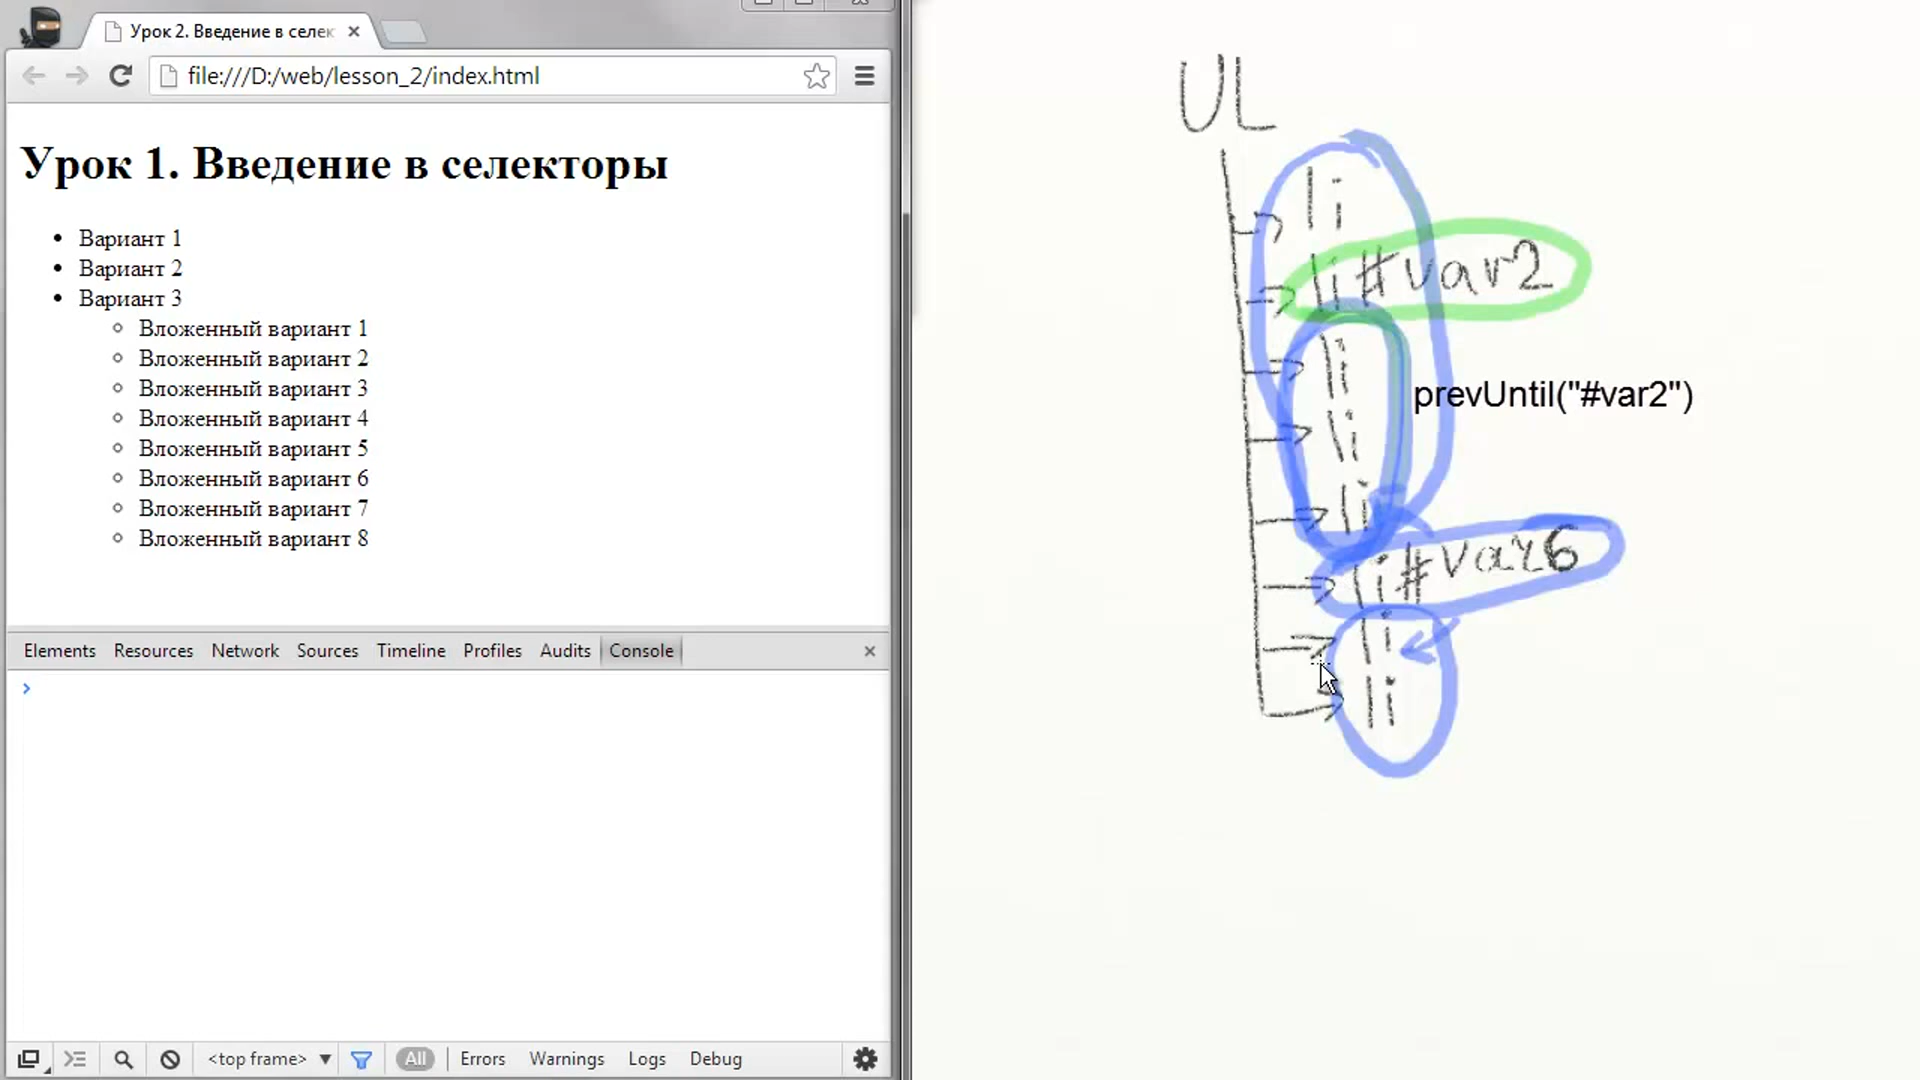 Урок 2. Введение в селек
file:///D:/web/lesson_2/index.html
Урок 1. Введение в селекторы
Вариант 1
Вариант 2
Вариант 3
Вложенный вариант 1
Вложенный вариант 2
Вложенный вариант 3
Вложенный вариант 4
Вложенный вариант 5
Вложенный вариант 6
Вложенный вариант 7
Вложенный вариант 8
Elements Resources Network Sources Timeline Profiles Audits Console
<top frame> All Errors Warnings Logs Debug
UL
li
li#var2
li
prevUntil("#var2")
li
li
li#var6
li
li